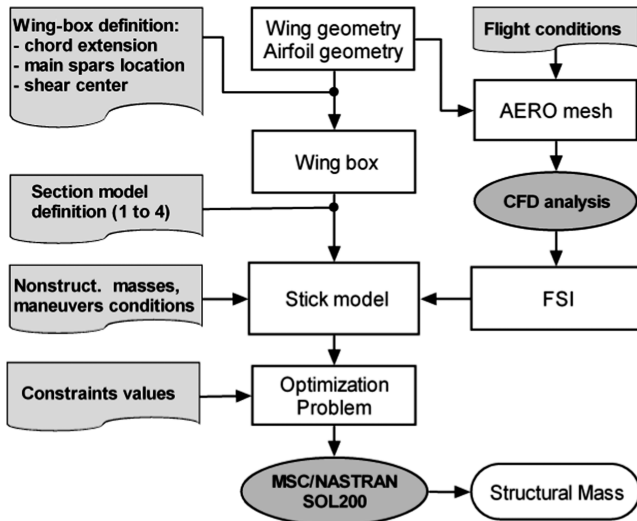 Wing-box definition:
- chord extension
- main spars location
- shear center
Wing geometry
Airfoil geometry
Flight conditions
AERO mesh
Wing box
Section model
definition (1 to 4)
CFD analysis
Nonstruct. masses,
maneuvers conditions
Stick model
FSI
Constraints values
Optimization
Problem
MSC/NASTRAN
SOL200
Structural Mass